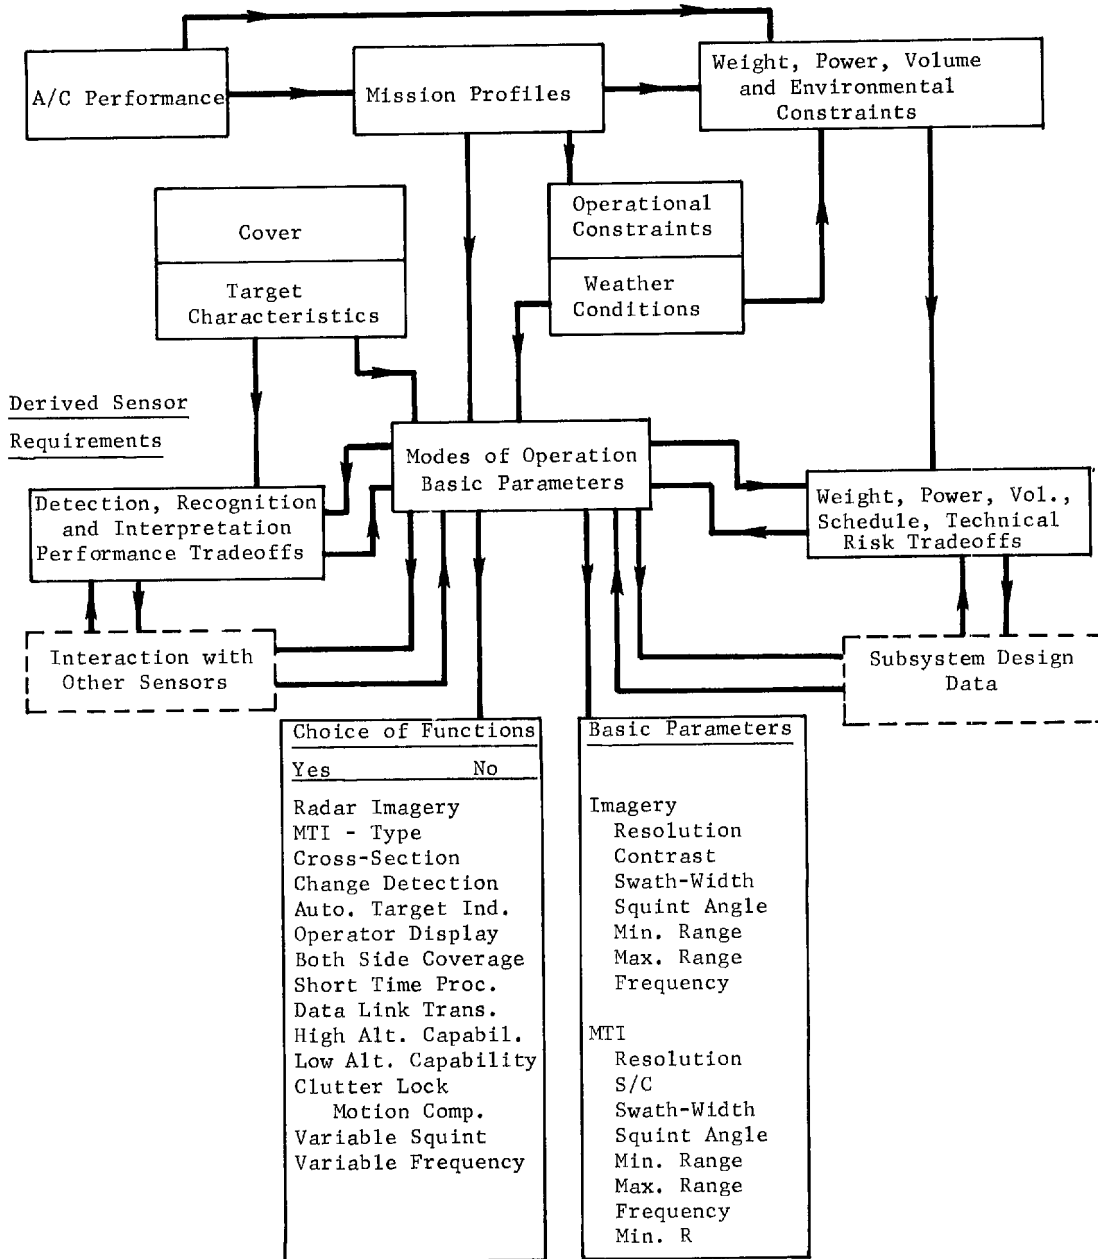 A/C Performance
Mission Profiles
Weight, Power, Volume
and Environmental
Constraints
Cover
Target
Characteristics
Operational
Constraints
Weather
Conditions
Derived Sensor
Requirements
Modes of Operation
Basic Parameters
Detection, Recognition
and Interpretation
Performance Tradeoffs
Weight, Power, Vol.,
Schedule, Technical
Risk Tradeoffs
Interaction with
Other Sensors
Subsystem Design
Data
Choice of Functions
Yes No
Radar Imagery
MTI - Type
Cross-Section
Change Detection
Auto. Target Ind.
Operator Display
Both Side Coverage
Short Time Proc.
Data Link Trans.
High Alt. Capabil.
Low Alt. Capability
Clutter Lock
Motion Comp.
Variable Squint
Variable Frequency
Basic Parameters
Imagery
Resolution
Contrast
Swath-Width
Squint Angle
Min. Range
Max. Range
Frequency
MTI
Resolution
S/C
Swath-Width
Squint Angle
Min. Range
Max. Range
Frequency
Min. R